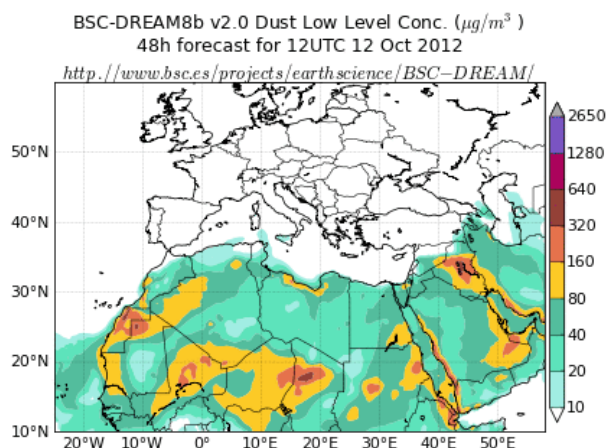 BSC-DREAM8b v2.0 Dust Low Level Conc. (μg/m³ )
48h forecast for 12UTC 12 Oct 2012
http.//www.bsc.es/projects/earthscience/BSC−DREAM/
2650
1280
640
320
160
80
40
20
10
50°N
40°N
30°N
20°N
10°N
20°W 10°W 0° 10°E 20°E 30°E 40°E 50°E